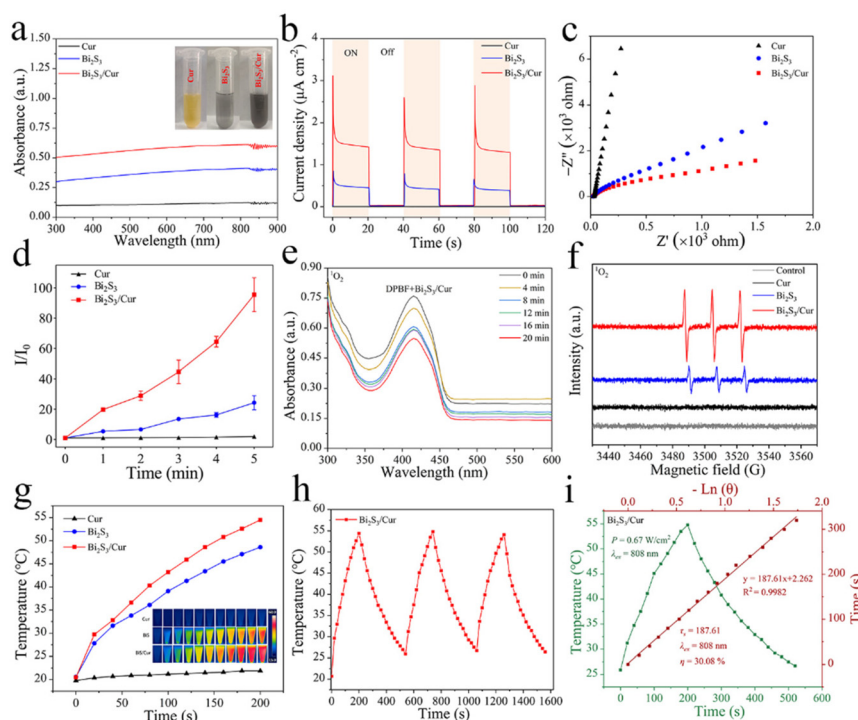 a
1.50
1.25
1.00
0.75
0.50
0.25
0.00
Absorbance (a.u.)
Cur
Bi₂S₃
Bi₂S₃/Cur
Cur
Bi₂S₃
Bi₂S₃/Cur
300 400 500 600 700 800 900
Wavelength (nm)
b
4
3
2
1
0
Current density (μA cm⁻²)
ON
Off
Cur
Bi₂S₃
Bi₂S₃/Cur
0 20 40 60 80 100 120
Time (s)
c
6
4
2
0
−Z'' (×10³ ohm)
Cur
Bi₂S₃
Bi₂S₃/Cur
0.0 0.5 1.0 1.5 2.0
Z' (×10³ ohm)
d
100
80
60
40
20
0
I/I₀
Cur
Bi₂S₃
Bi₂S₃/Cur
0 1 2 3 4 5
Time (min)
e
0.90
0.75
0.60
0.45
0.30
0.15
0.00
Absorbance (a.u.)
¹O₂
DPBF+Bi₂S₃/Cur
0 min
4 min
8 min
12 min
16 min
20 min
300 350 400 450 500 550 600
Wavelength (nm)
f
Intensity (a.u.)
¹O₂
Control
Cur
Bi₂S₃
Bi₂S₃/Cur
3440 3460 3480 3500 3520 3540 3560
Magnetic field (G)
g
55
50
45
40
35
30
25
20
Temperature (°C)
Cur
Bi₂S₃
Bi₂S₃/Cur
Cur
BS
BS/Cur
0 50 100 150 200
Time (s)
h
60
55
50
45
40
35
30
25
20
Temperature (°C)
Bi₂S₃/Cur
0 200 400 600 800 1000 1200 1400 1600
Time (s)
i
- Ln (θ)
0.0 0.6 1.2 1.8
55
50
45
40
35
30
25
Temperature (°C)
Bi₂S₃/Cur
P = 0.67 W/cm²
λₑₓ = 808 nm
y = 187.61x+2.262
R² = 0.9982
τₛ = 187.61
λₑₓ = 808 nm
η = 30.08 %
300
200
100
0
Time (s)
0 100 200 300 400 500
Time (s)